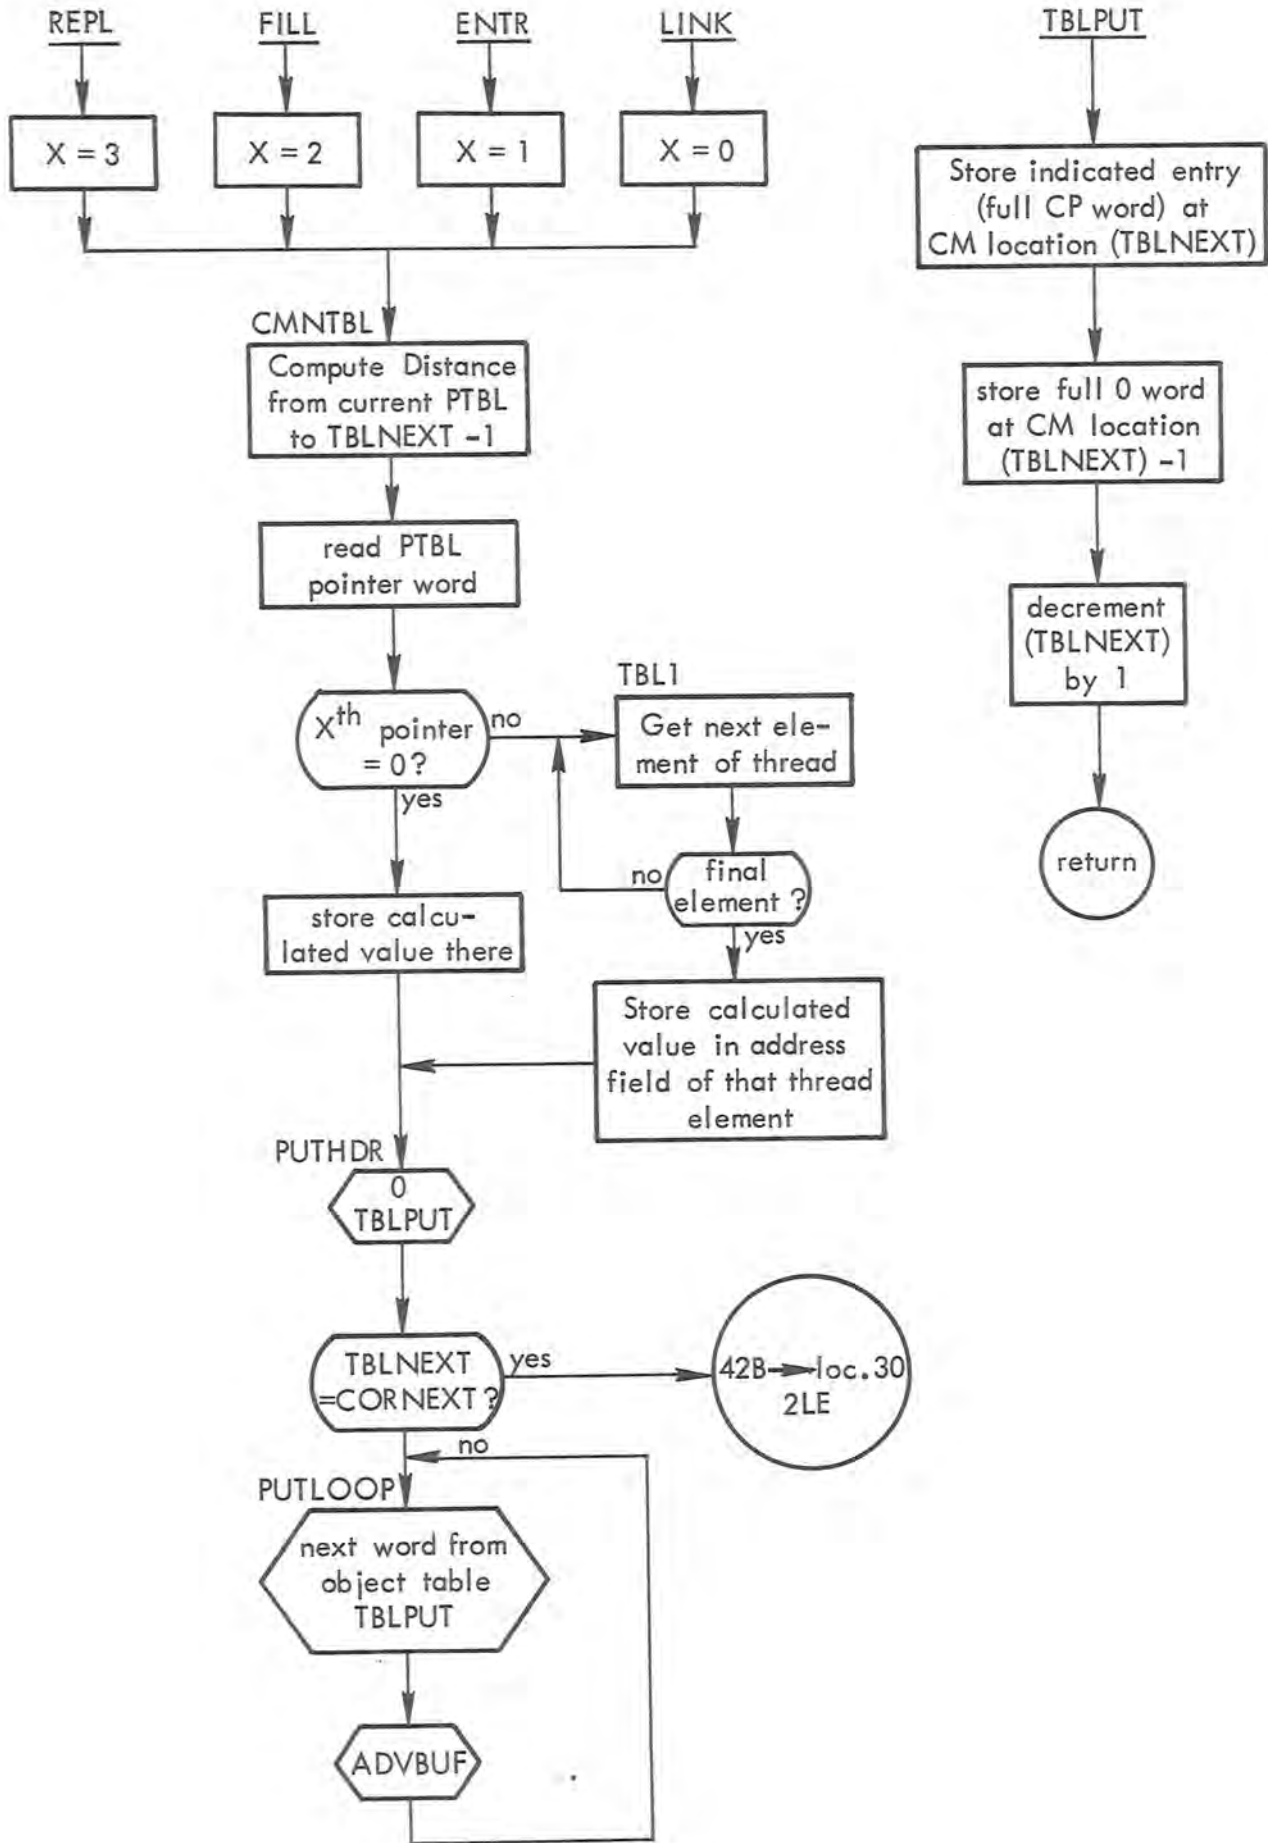 REPL
FILL
ENTR
LINK
TBLPUT
X = 3
X = 2
X = 1
X = 0
Store indicated entry
(full CP word) at
CM location (TBLNEXT)
CMNTBL
Compute Distance
from current PTBL
to TBLNEXT -1
store full 0 word
at CM location
(TBLNEXT) -1
read PTBL
pointer word
decrement
(TBLNEXT)
by 1
TBL1
Xth pointer
= 0?
no
Get next ele-
ment of thread
yes
return
no
final
element ?
yes
store calcu-
lated value there
Store calculated
value in address
field of that thread
element
PUTHDR
0
TBLPUT
TBLNEXT
=CORNEXT ?
yes
42B→loc.30
2LE
no
PUTLOOP
next word from
object table
TBLPUT
ADVBUF